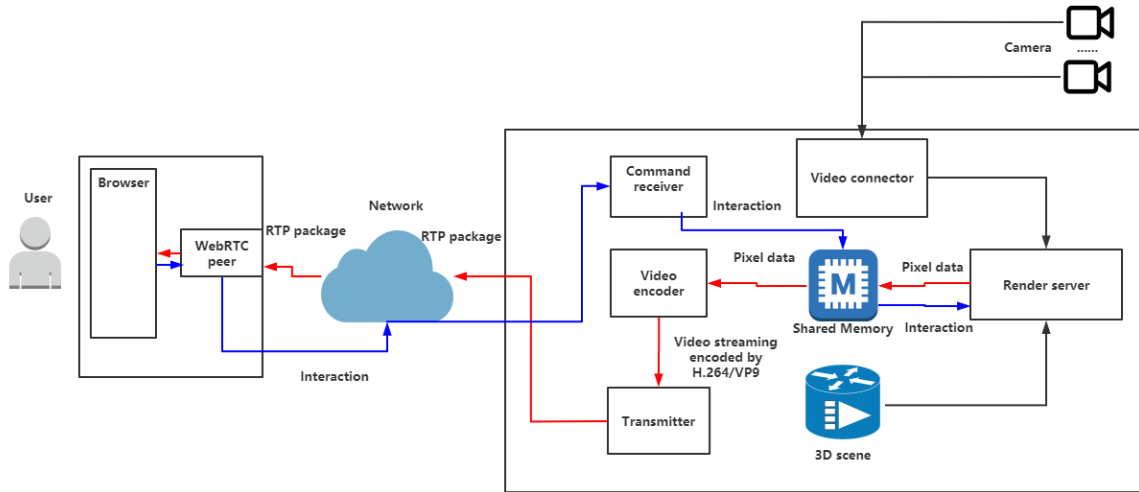 Camera
......
User
Browser
WebRTC
peer
RTP package
Network
RTP package
Interaction
Command
receiver
Interaction
Video connector
Video
encoder
Pixel data
M
Shared Memory
Pixel data
Interaction
Render server
Video streaming
encoded by
H.264/VP9
Transmitter
3D scene